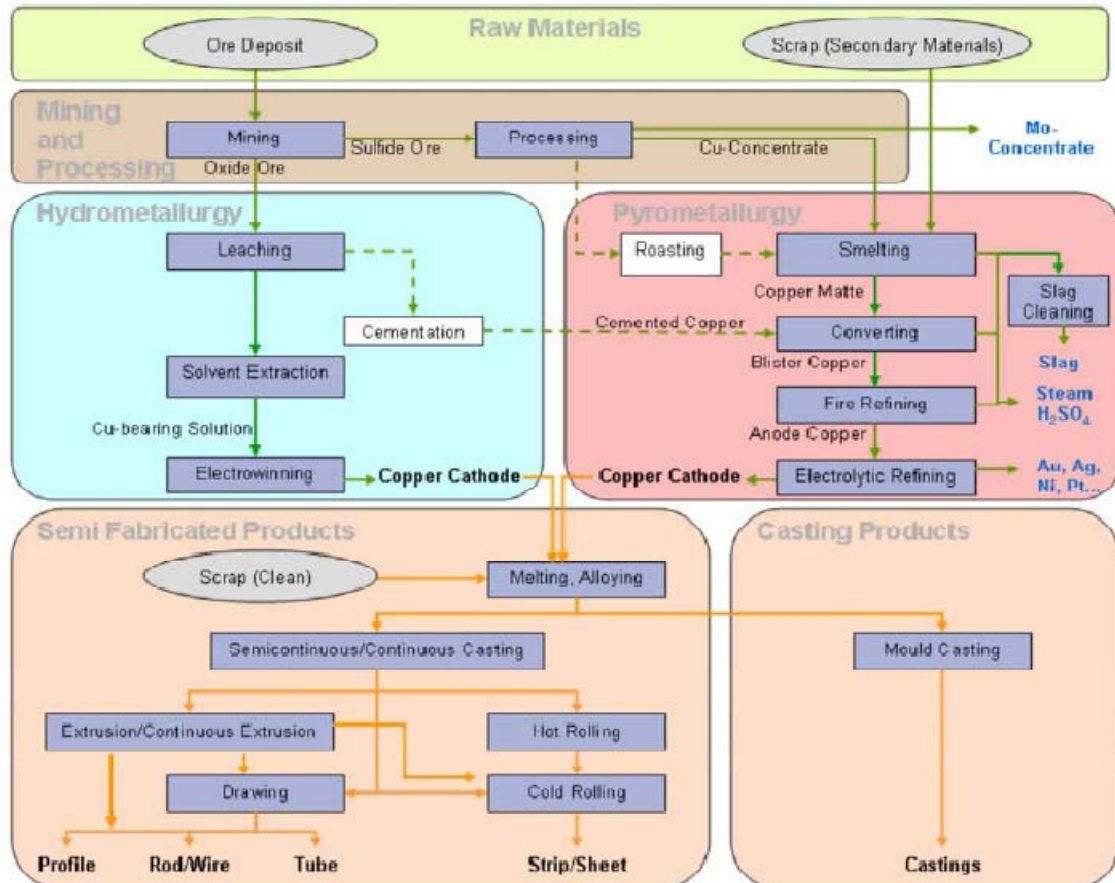 Raw Materials
Ore Deposit
Scrap (Secondary Materials)
Mining
and
Processing
Mining
Sulfide Ore
Processing
Cu-Concentrate
Mo-
Concentrate
Oxide Ore
Hydrometallurgy
Pyrometallurgy
Leaching
Roasting
Smelting
Copper Matte
Slag
Cleaning
Cementation
Cemented Copper
Converting
Blister Copper
Slag
Solvent Extraction
Fire Refining
Steam
H₂SO₄
Cu-bearing Solution
Anode Copper
Electrowinning
Copper Cathode
Copper Cathode
Electrolytic Refining
Au, Ag,
Ni, Pt...
Semi Fabricated Products
Casting Products
Scrap (Clean)
Melting, Alloying
Semicontinuous/Continuous Casting
Mould Casting
Extrusion/Continuous Extrusion
Hot Rolling
Drawing
Cold Rolling
Profile
Rod/Wire
Tube
Strip/Sheet
Castings